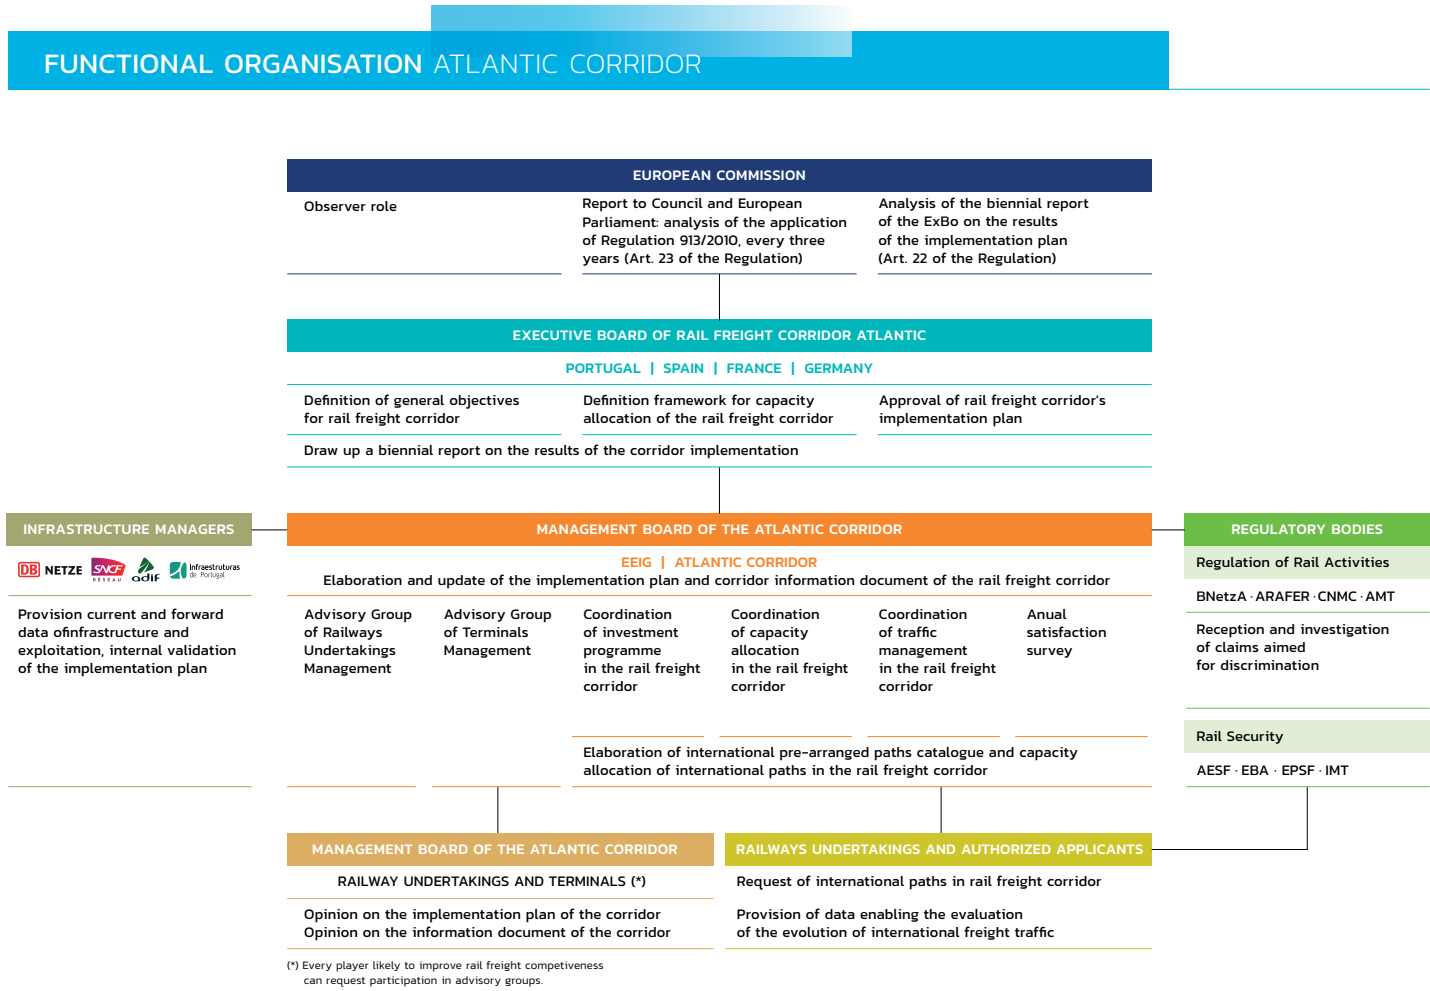 FUNCTIONAL ORGANISATION ATLANTIC CORRIDOR
EUROPEAN COMMISSION
Observer role
Report to Council and European
Parliament: analysis of the application
of Regulation 913/2010, every three
years (Art. 23 of the Regulation)
Analysis of the biennial report
of the ExBo on the results
of the implementation plan
(Art. 22 of the Regulation)
EXECUTIVE BOARD OF RAIL FREIGHT CORRIDOR ATLANTIC
PORTUGAL | SPAIN | FRANCE | GERMANY
Definition of general objectives
for rail freight corridor
Definition framework for capacity
allocation of the rail freight corridor
Approval of rail freight corridor's
implementation plan
Draw up a biennial report on the results of the corridor implementation
INFRASTRUCTURE MANAGERS
DB NETZE
SNCF
RÉSEAU
adif
Infraestruturas
de Portugal
Provision current and forward
data ofinfrastructure and
exploitation, internal validation
of the implementation plan
MANAGEMENT BOARD OF THE ATLANTIC CORRIDOR
EEIG | ATLANTIC CORRIDOR
Elaboration and update of the implementation plan and corridor information document of the rail freight corridor
Advisory Group
of Railways
Undertakings
Management
Advisory Group
of Terminals
Management
Coordination
of investment
programme
in the rail freight
corridor
Coordination
of capacity
allocation
in the rail freight
corridor
Coordination
of traffic
management
in the rail freight
corridor
Anual
satisfaction
survey
Elaboration of international pre-arranged paths catalogue and capacity
allocation of international paths in the rail freight corridor
REGULATORY BODIES
Regulation of Rail Activities
BNetzA · ARAFER · CNMC · AMT
Reception and investigation
of claims aimed
for discrimination
Rail Security
AESF · EBA · EPSF · IMT
MANAGEMENT BOARD OF THE ATLANTIC CORRIDOR
RAILWAY UNDERTAKINGS AND TERMINALS (*)
Opinion on the implementation plan of the corridor
Opinion on the information document of the corridor
RAILWAYS UNDERTAKINGS AND AUTHORIZED APPLICANTS
Request of international paths in rail freight corridor
Provision of data enabling the evaluation
of the evolution of international freight traffic
(*) Every player likely to improve rail freight competiveness
can request participation in advisory groups.